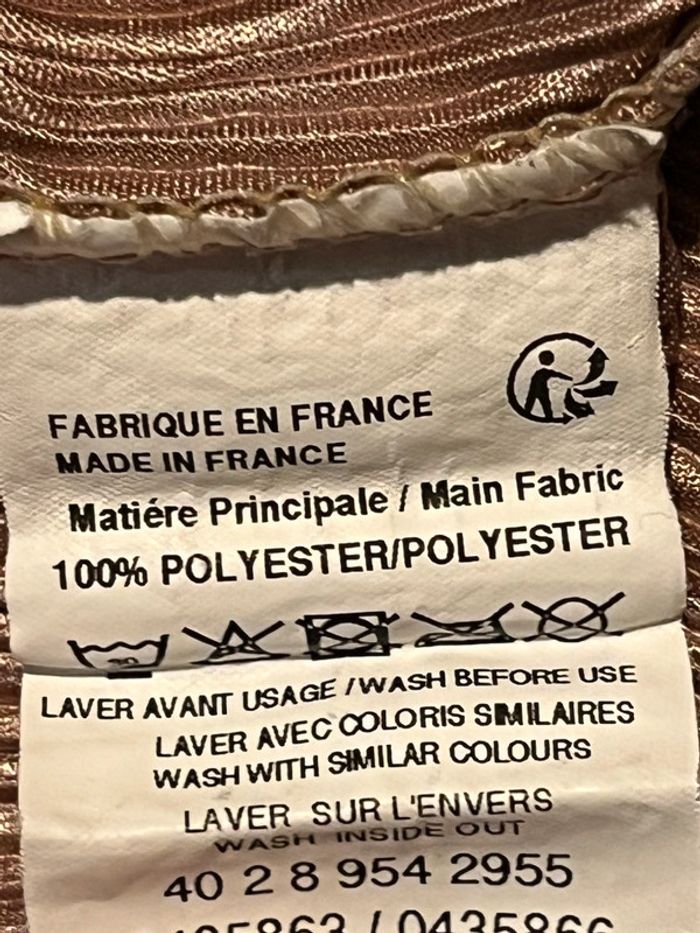 FABRIQUE EN FRANCE
MADE IN FRANCE
Matiére Principale / Main Fabric
100% POLYESTER/POLYESTER
30
LAVER AVANT USAGE / WASH BEFORE USE
LAVER AVEC COLORIS SIMILAIRES
WASH WITH SIMILAR COLOURS
LAVER SUR L'ENVERS
WASH INSIDE OUT
40 2 8 954 2955